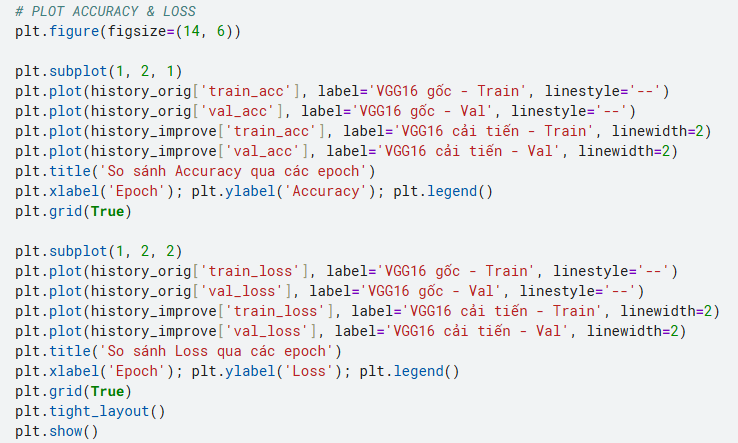 # PLOT ACCURACY & LOSS
plt.figure(figsize=(14, 6))
plt.subplot(1, 2, 1)
plt.plot(history_orig['train_acc'], label='VGG16 gốc - Train', linestyle='--')
plt.plot(history_orig['val_acc'], label='VGG16 gốc - Val', linestyle='--')
plt.plot(history_improve['train_acc'], label='VGG16 cải tiến - Train', linewidth=2)
plt.plot(history_improve['val_acc'], label='VGG16 cải tiến - Val', linewidth=2)
plt.title('So sánh Accuracy qua các epoch')
plt.xlabel('Epoch'); plt.ylabel('Accuracy'); plt.legend()
plt.grid(True)
plt.subplot(1, 2, 2)
plt.plot(history_orig['train_loss'], label='VGG16 gốc - Train', linestyle='--')
plt.plot(history_orig['val_loss'], label='VGG16 gốc - Val', linestyle='--')
plt.plot(history_improve['train_loss'], label='VGG16 cải tiến - Train', linewidth=2)
plt.plot(history_improve['val_loss'], label='VGG16 cải tiến - Val', linewidth=2)
plt.title('So sánh Loss qua các epoch')
plt.xlabel('Epoch'); plt.ylabel('Loss'); plt.legend()
plt.grid(True)
plt.tight_layout()
plt.show()